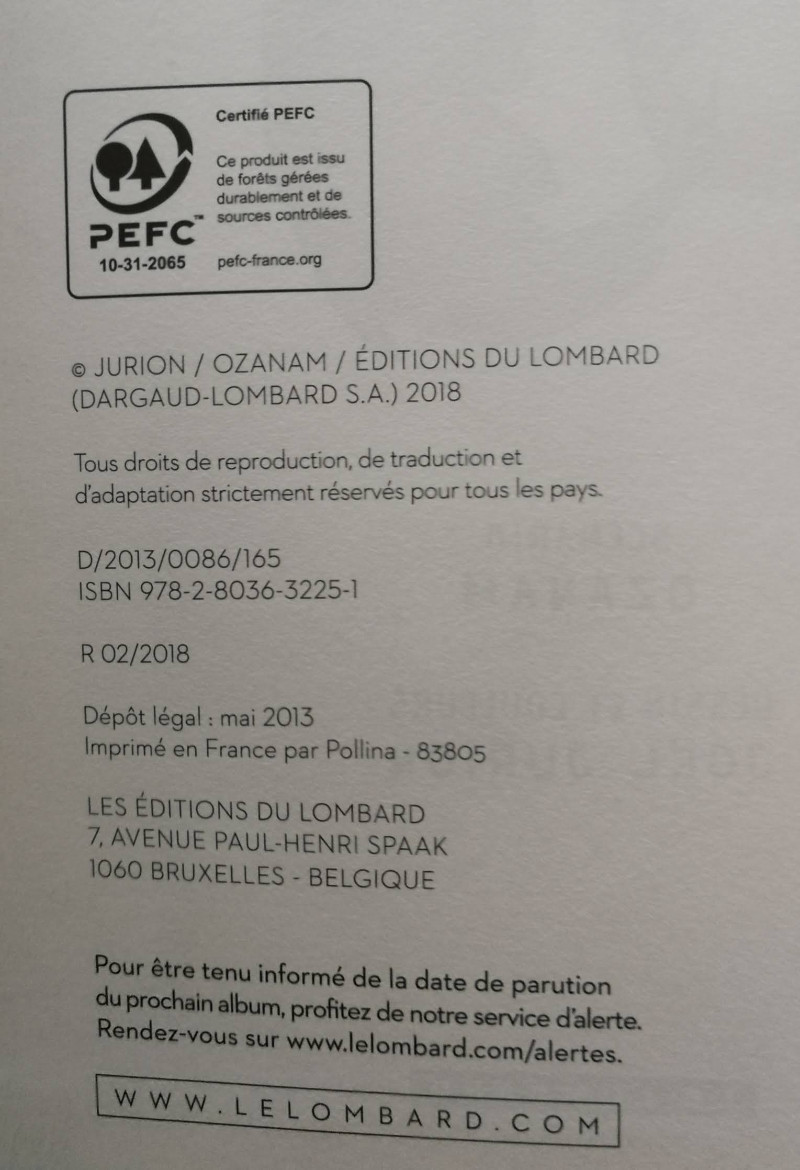 Certifié PEFC
Ce produit est issu
de forêts gérées
durablement et de
sources contrôlées.
pefc-france.org
PEFC™
10-31-2065
© JURION / OZANAM / ÉDITIONS DU LOMBARD
(DARGAUD-LOMBARD S.A.) 2018
Tous droits de reproduction, de traduction et
d'adaptation strictement réservés pour tous les pays.
D/2013/0086/165
ISBN 978-2-8036-3225-1
R 02/2018
Dépôt légal : mai 2013
Imprimé en France par Pollina - 83805
LES ÉDITIONS DU LOMBARD
7, AVENUE PAUL-HENRI SPAAK
1060 BRUXELLES - BELGIQUE
Pour être tenu informé de la date de parution
du prochain album, profitez de notre service d'alerte.
Rendez-vous sur www.lelombard.com/alertes.
WWW.LELOMBARD.COM